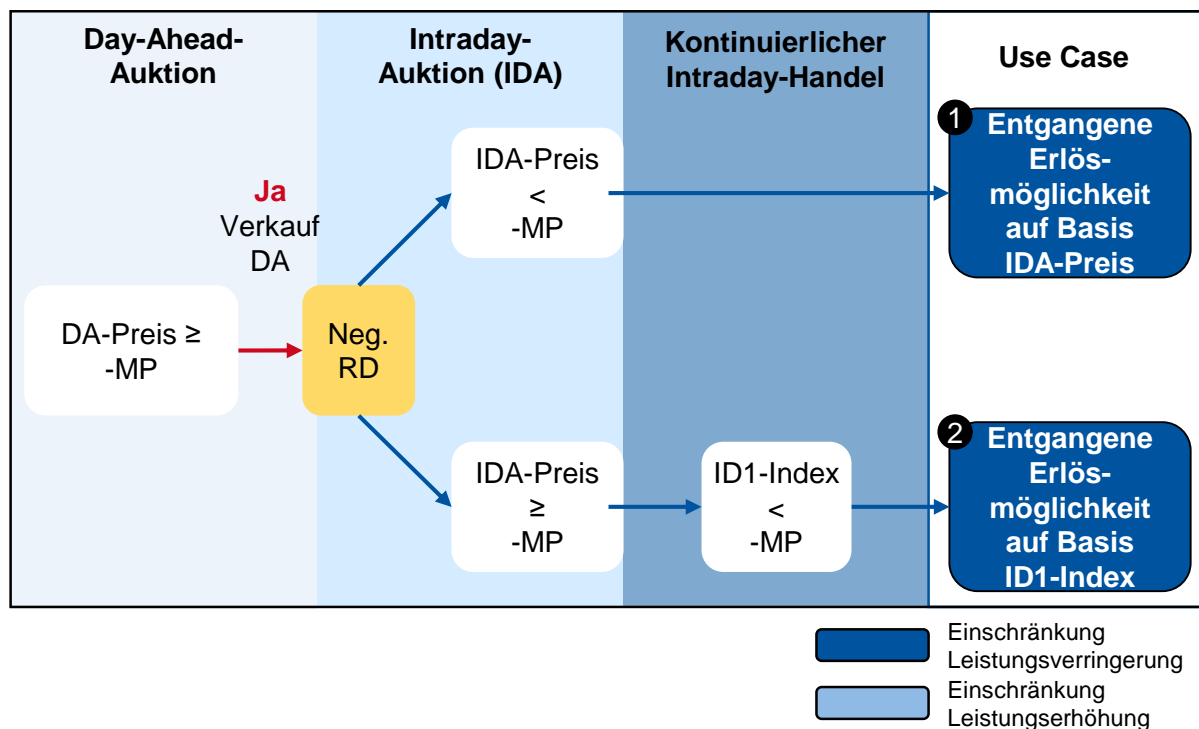 Day-Ahead-
Auktion
Intraday-
Auktion (IDA)
Kontinuierlicher
Intraday-Handel
Use Case
DA-Preis ≥
-MP
Ja
Verkauf
DA
Neg.
RD
IDA-Preis
<
-MP
1
Entgangene
Erlös-
möglichkeit
auf Basis
IDA-Preis
IDA-Preis
≥
-MP
ID1-Index
<
-MP
2
Entgangene
Erlös-
möglichkeit
auf Basis
ID1-Index
Einschränkung
Leistungsverringerung
Einschränkung
Leistungserhöhung